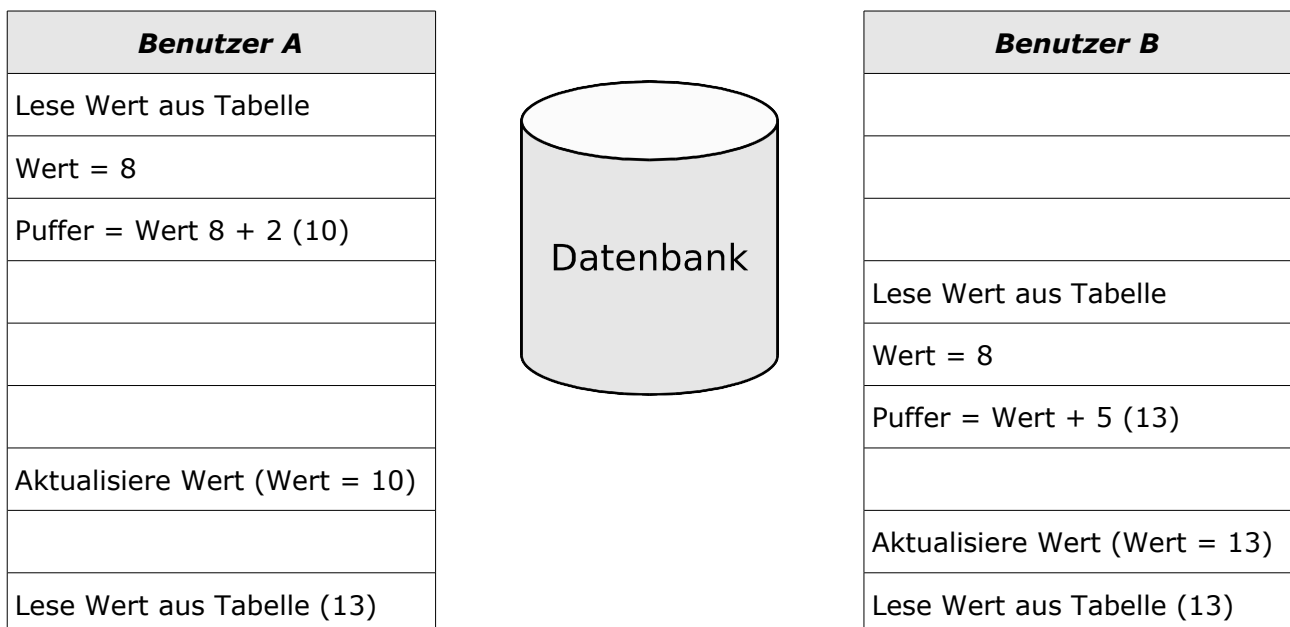 Benutzer A
Lese Wert aus Tabelle
Wert = 8
Puffer = Wert 8 + 2 (10)
Aktualisiere Wert (Wert = 10)
Lese Wert aus Tabelle (13)
Datenbank
Benutzer B
Lese Wert aus Tabelle
Wert = 8
Puffer = Wert + 5 (13)
Aktualisiere Wert (Wert = 13)
Lese Wert aus Tabelle (13)